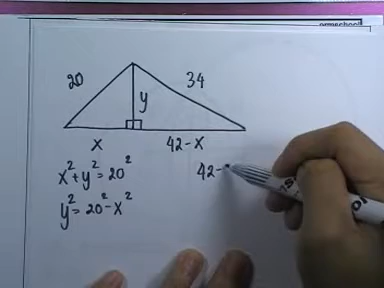 20
34
y
x
42-x
x²+y²=20²
42-
y²=20²-x²